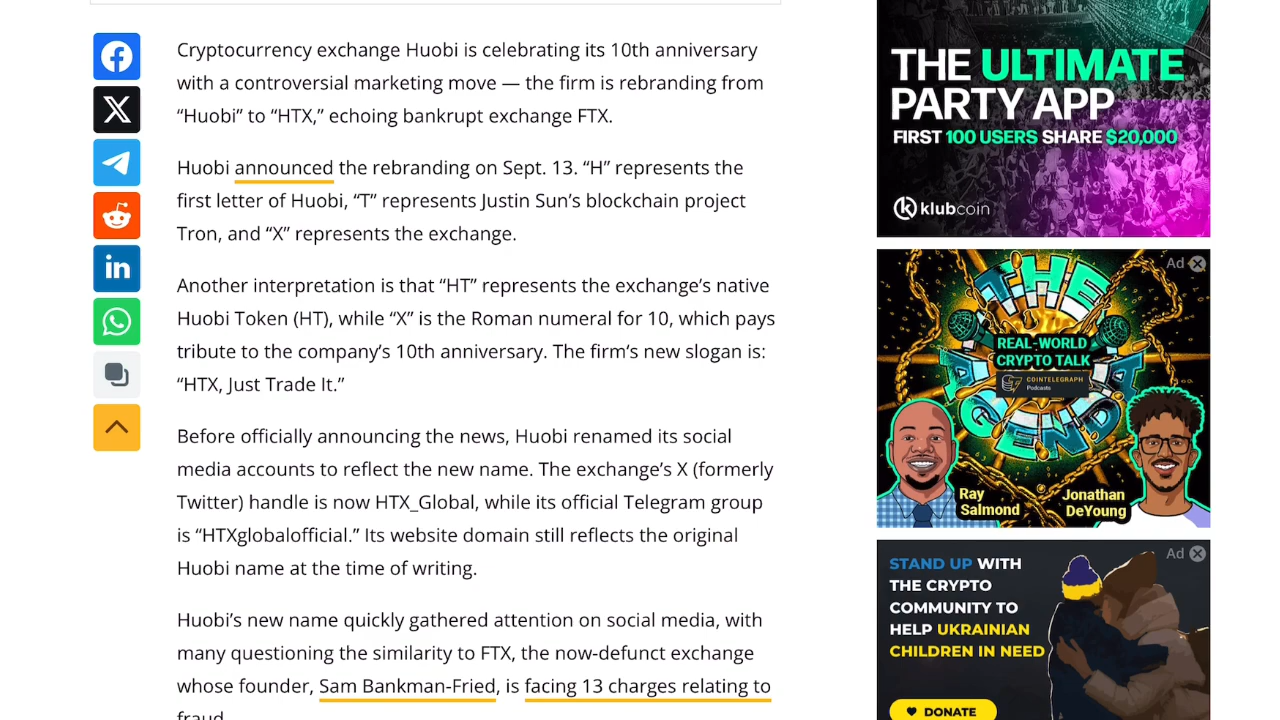 Cryptocurrency exchange Huobi is celebrating its 10th anniversary
with a controversial marketing move — the firm is rebranding from
“Huobi” to “HTX,” echoing bankrupt exchange FTX.
Huobi announced the rebranding on Sept. 13. “H” represents the
first letter of Huobi, “T” represents Justin Sun’s blockchain project
Tron, and “X” represents the exchange.
Another interpretation is that “HT” represents the exchange’s native
Huobi Token (HT), while “X” is the Roman numeral for 10, which pays
tribute to the company’s 10th anniversary. The firm’s new slogan is:
“HTX, Just Trade It.”
Before officially announcing the news, Huobi renamed its social
media accounts to reflect the new name. The exchange’s X (formerly
Twitter) handle is now HTX_Global, while its official Telegram group
is “HTXglobalofficial.” Its website domain still reflects the original
Huobi name at the time of writing.
Huobi’s new name quickly gathered attention on social media, with
many questioning the similarity to FTX, the now-defunct exchange
whose founder, Sam Bankman-Fried, is facing 13 charges relating to
fraud.
THE ULTIMATE
PARTY APP
FIRST 100 USERS SHARE $20,000
klubcoin
Ad
THE
REAL-WORLD
CRYPTO TALK
COINTELEGRAPH
Podcasts
AGENDA
Ray
Salmond
Jonathan
DeYoung
Ad
STAND UP WITH
THE CRYPTO
COMMUNITY TO
HELP UKRAINIAN
CHILDREN IN NEED
DONATE